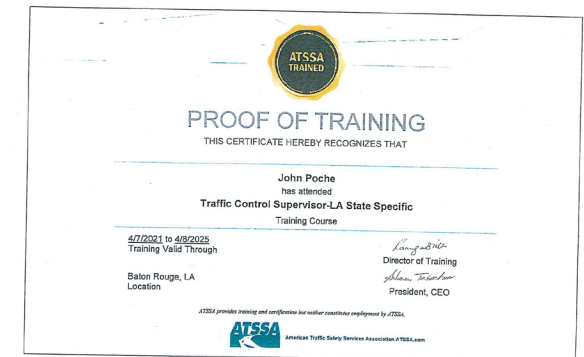 ATSSA
TRAINED
PROOF OF TRAINING
THIS CERTIFICATE HEREBY RECOGNIZES THAT
John Poche
has attended
Traffic Control Supervisor-LA State Specific
Training Course
4/7/2021 to 4/8/2025
Training Valid Through
Director of Training
Baton Rouge, LA
Location
President, CEO
ATSSA provides training and certification but neither constitutes employment by ATSSA.
ATSSA
American Traffic Safety Services Association ATSSA.com